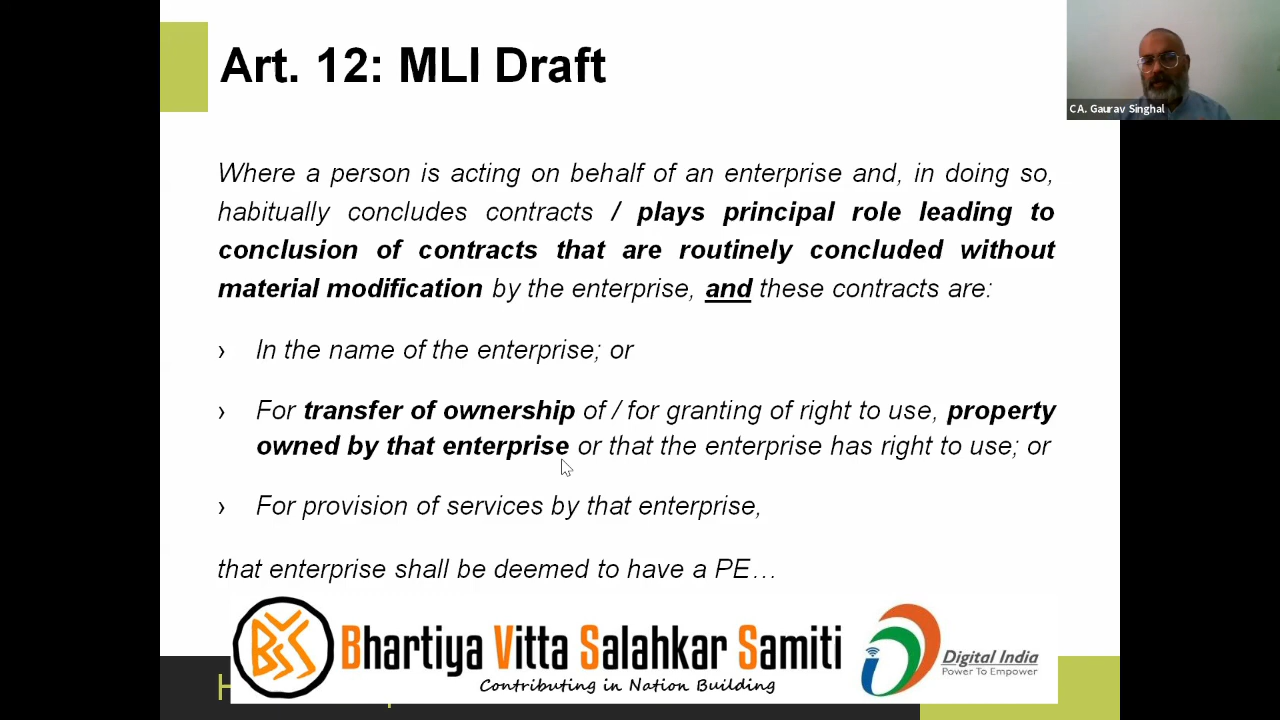 Art. 12: MLI Draft
CA. Gaurav Singhal
Where a person is acting on behalf of an enterprise and, in doing so,
habitually concludes contracts / plays principal role leading to
conclusion of contracts that are routinely concluded without
material modification by the enterprise, and these contracts are:
› In the name of the enterprise; or
› For transfer of ownership of / for granting of right to use, property
owned by that enterprise or that the enterprise has right to use; or
› For provision of services by that enterprise,
that enterprise shall be deemed to have a PE…
BVSS
Bhartiya Vitta Salahkar Samiti
Contributing in Nation Building
Digital India
Power To Empower